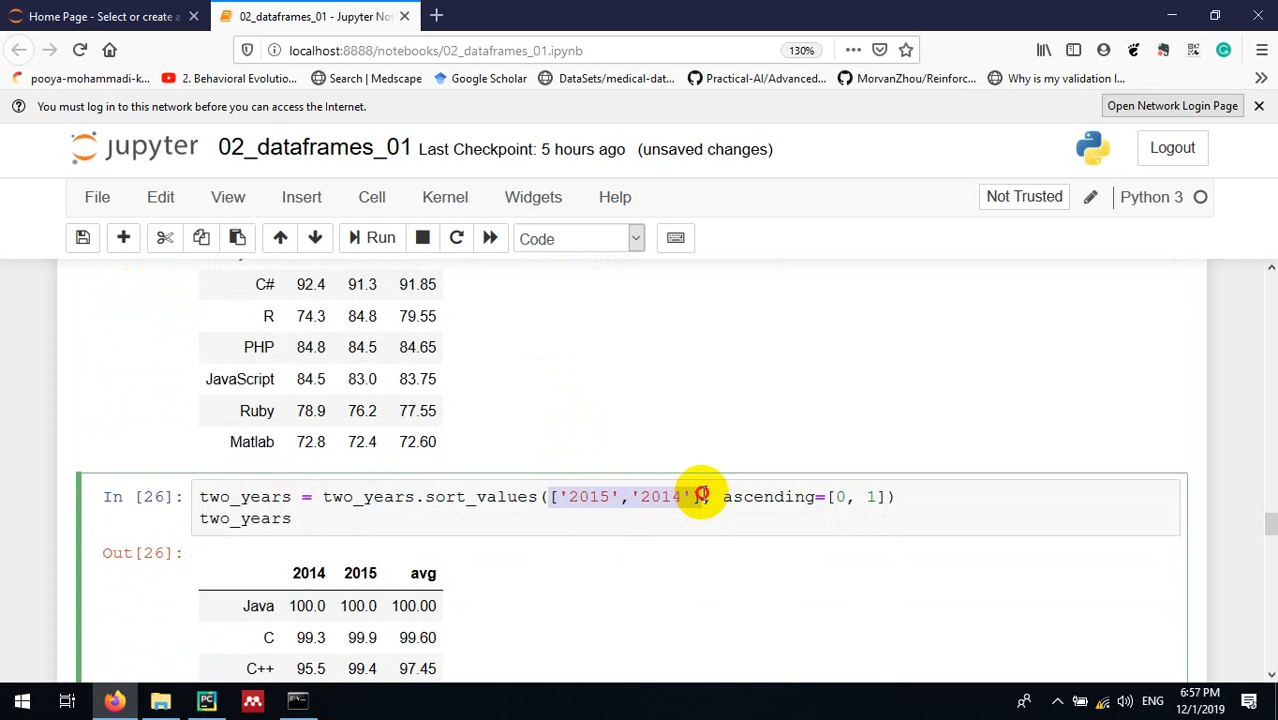 Home Page - Select or create a
02_dataframes_01 - Jupyter Not
localhost:8888/notebooks/02_dataframes_01.ipynb
130%
pooya-mohammadi-k...
2. Behavioral Evolutio...
Search | Medscape
Google Scholar
DataSets/medical-dat...
Practical-AI/Advanced...
MorvanZhou/Reinforc...
Why is my validation l...
You must log in to this network before you can access the Internet.
Open Network Login Page
jupyter 02_dataframes_01 Last Checkpoint: 5 hours ago (unsaved changes)
Logout
File Edit View Insert Cell Kernel Widgets Help
Not Trusted
Python 3
Run
Code
C# 92.4 91.3 91.85
R 74.3 84.8 79.55
PHP 84.8 84.5 84.65
JavaScript 84.5 83.0 83.75
Ruby 78.9 76.2 77.55
Matlab 72.8 72.4 72.60
In [26]: two_years = two_years.sort_values(['2015','2014'], ascending=[0, 1])
two_years
Out[26]:
2014 2015 avg
Java 100.0 100.0 100.00
C 99.3 99.9 99.60
C++ 95.5 99.4 97.45
ENG
6:57 PM
12/1/2019